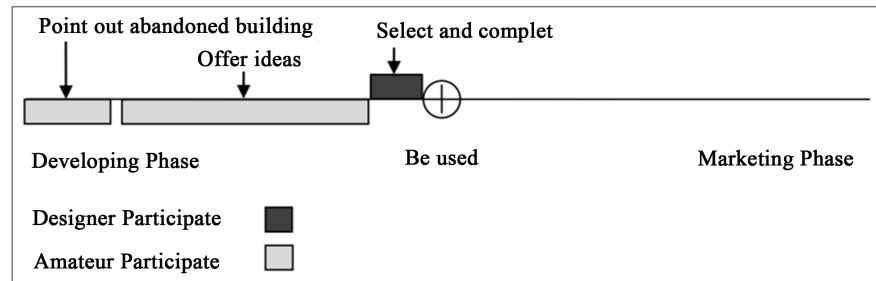 Point out abandoned building
Select and complet
Offer ideas
Developing Phase
Be used
Marketing Phase
Designer Participate
Amateur Participate